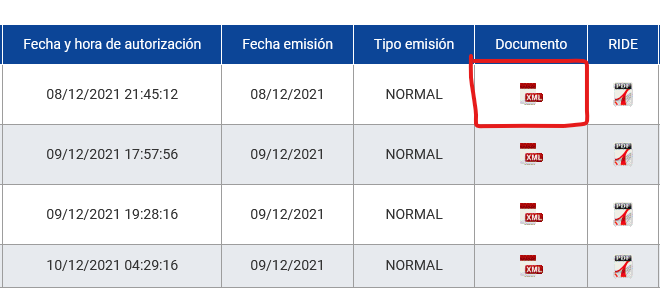 Fecha y hora de autorización Fecha emisión Tipo emisión Documento RIDE
08/12/2021 21:45:12 08/12/2021 NORMAL XML PDF
09/12/2021 17:57:56 09/12/2021 NORMAL XML PDF
09/12/2021 19:28:16 09/12/2021 NORMAL XML PDF
10/12/2021 04:29:16 09/12/2021 NORMAL XML PDF